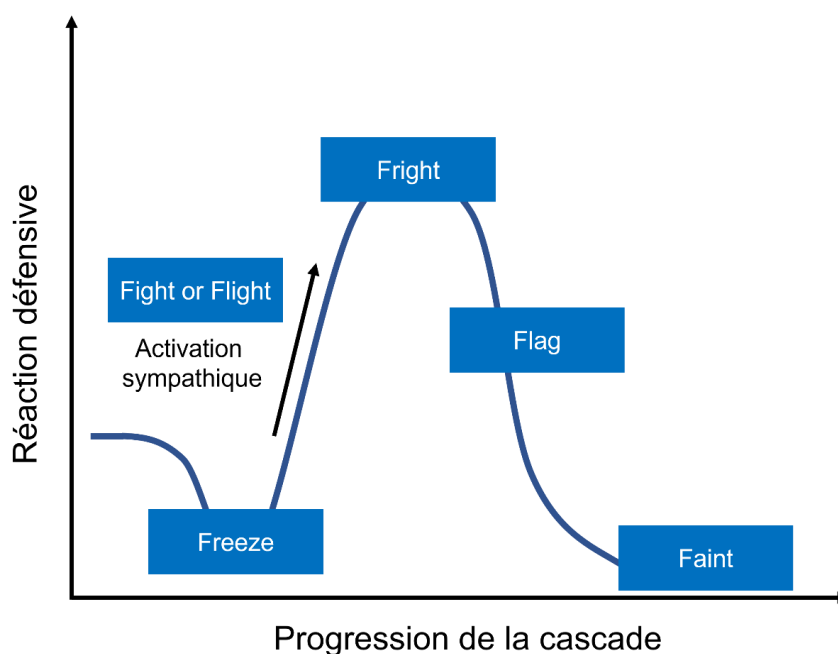 Réaction défensive
Fright
Fight or Flight
Activation
sympathique
Flag
Freeze
Faint
Progression de la cascade